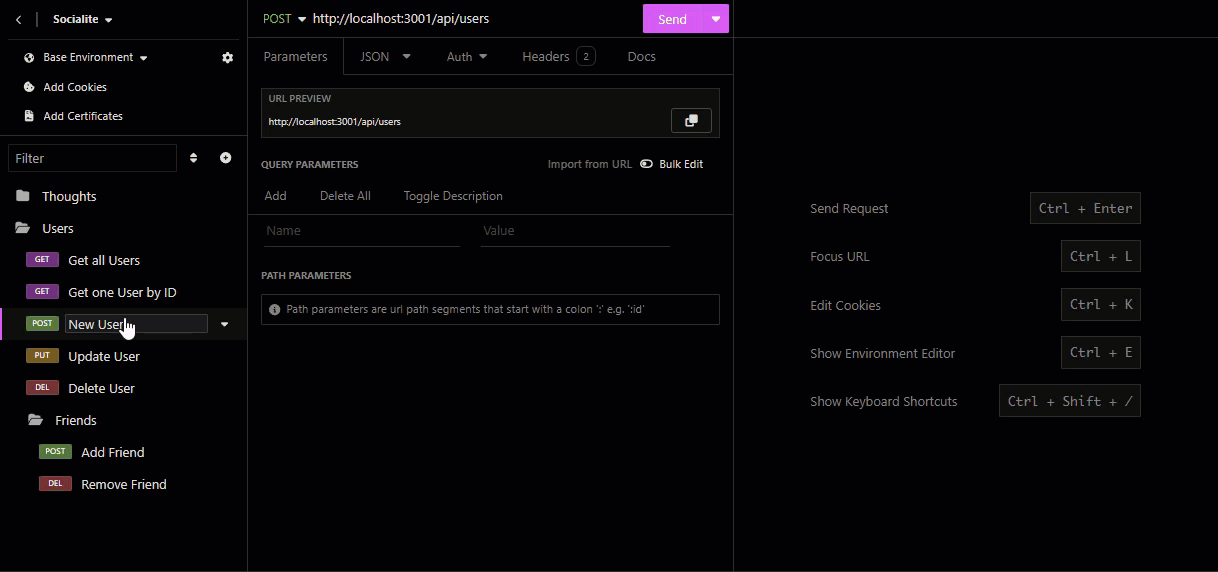 Socialite
Base Environment
Add Cookies
Add Certificates
Filter
Thoughts
Users
GET Get all Users
GET Get one User by ID
POST New User
PUT Update User
DEL Delete User
Friends
POST Add Friend
DEL Remove Friend
POST http://localhost:3001/api/users Send
Parameters JSON Auth Headers 2 Docs
URL PREVIEW
http://localhost:3001/api/users
QUERY PARAMETERS Import from URL Bulk Edit
Add Delete All Toggle Description
Name Value
PATH PARAMETERS
Path parameters are url path segments that start with a colon ':' e.g. ':id'
Send Request Ctrl + Enter
Focus URL Ctrl + L
Edit Cookies Ctrl + K
Show Environment Editor Ctrl + E
Show Keyboard Shortcuts Ctrl + Shift + /